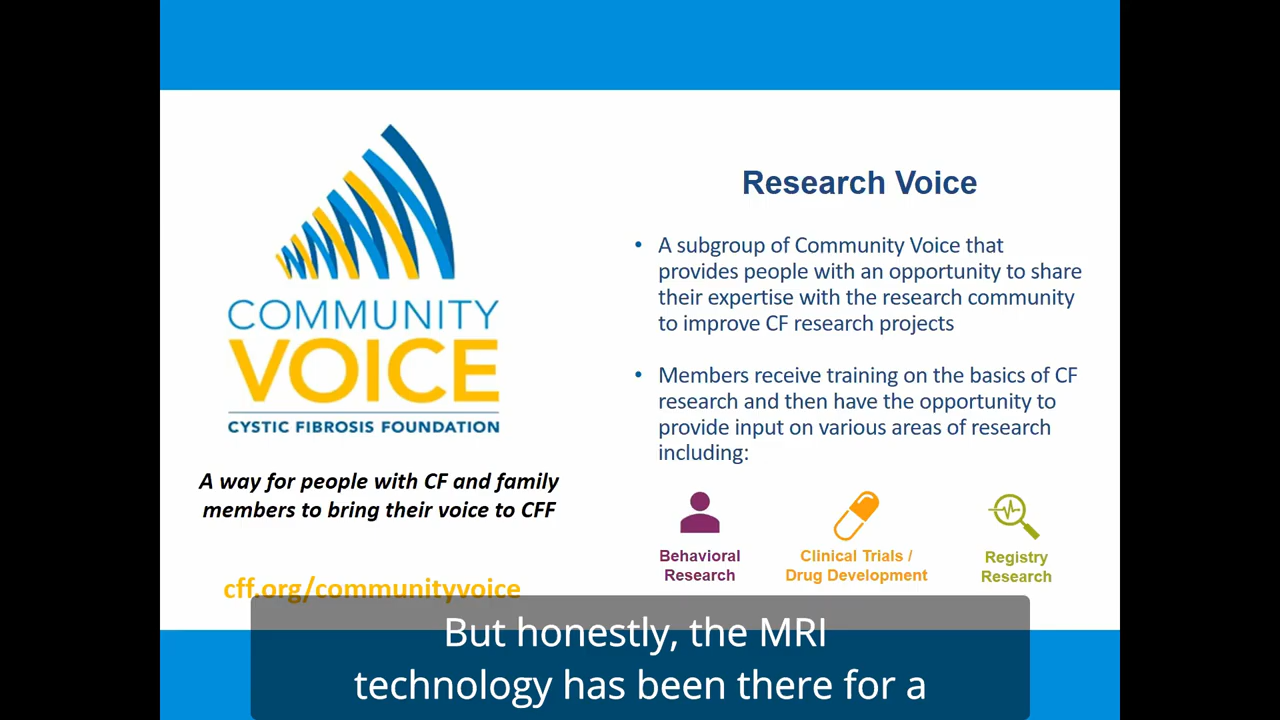 COMMUNITY
VOICE
CYSTIC FIBROSIS FOUNDATION
A way for people with CF and family
members to bring their voice to CFF
cff.org/communityvoice
Research Voice
• A subgroup of Community Voice that
provides people with an opportunity to share
their expertise with the research community
to improve CF research projects
• Members receive training on the basics of CF
research and then have the opportunity to
provide input on various areas of research
including:
Behavioral
Research
Clinical Trials /
Drug Development
Registry
Research
But honestly, the MRI
technology has been there for a